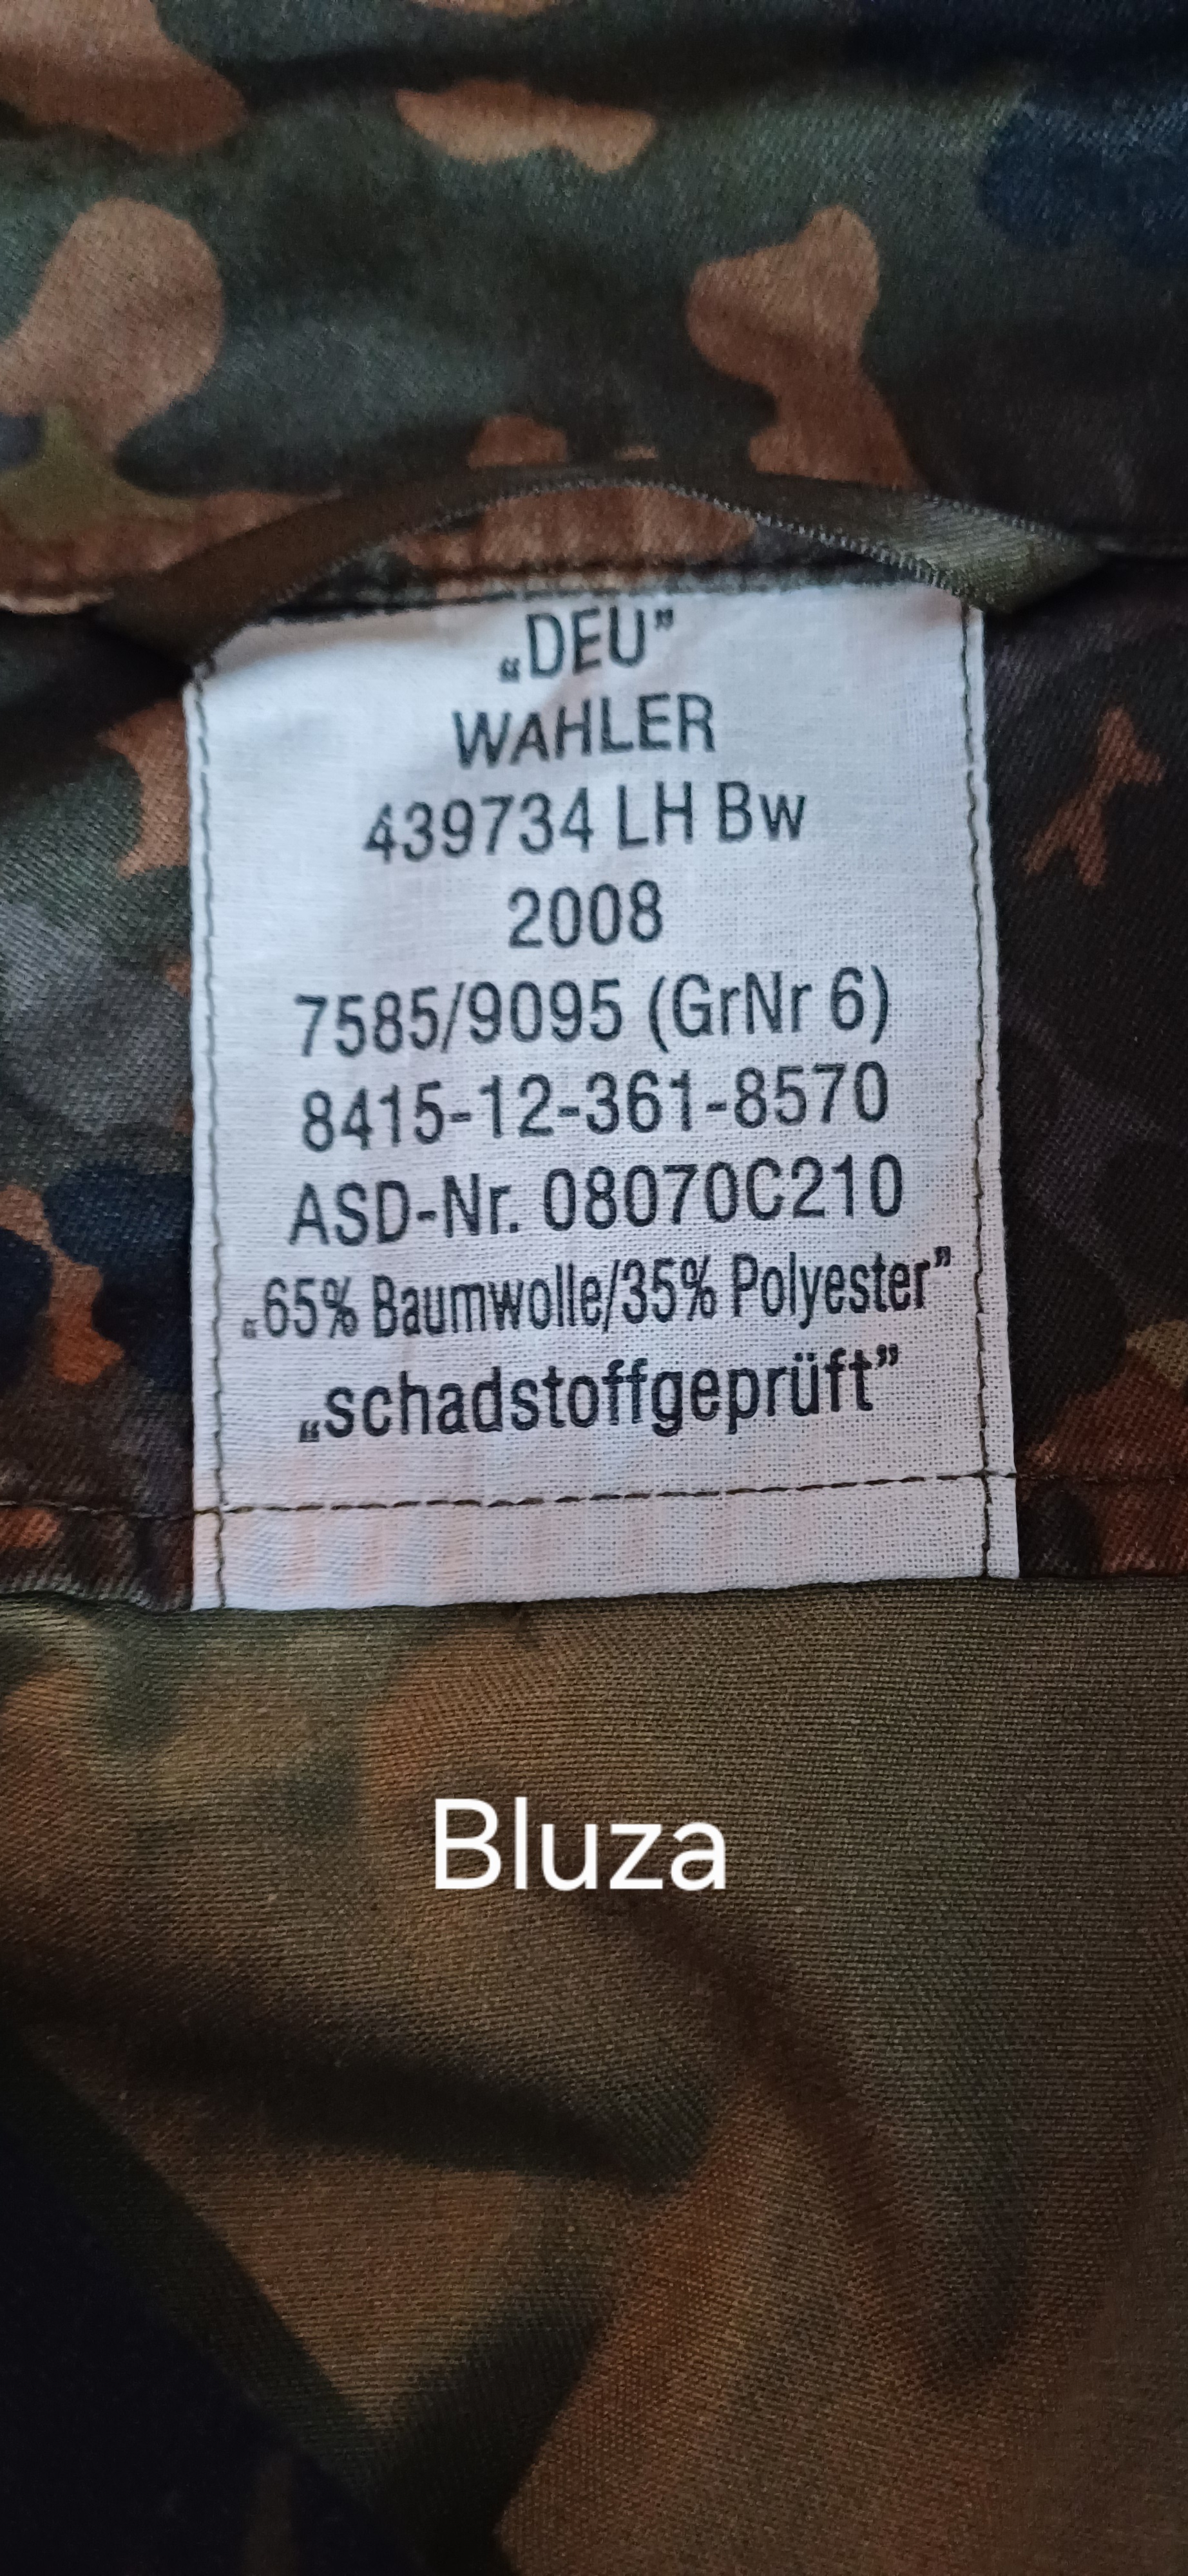 „DEU”
WAHLER
439734 LH Bw
2008
7585/9095 (GrNr 6)
8415-12-361-8570
ASD-Nr. 08070C210
„65% Baumwolle/35% Polyester”
„schadstoffgeprüft”
Bluza